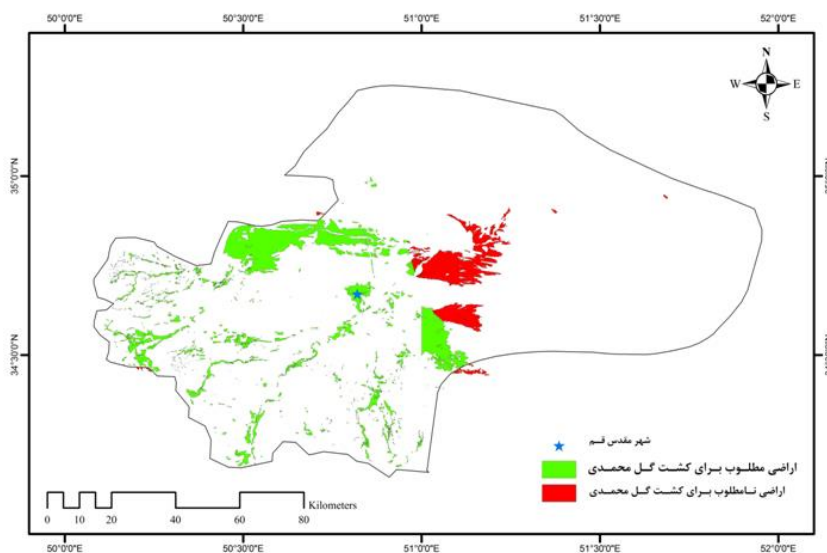 50°0'0"E 50°30'0"E 51°0'0"E 51°30'0"E 52°0'0"E
N
W E
S
35°0'0"N
34°30'0"N
شهر مقدس قم
اراضی مطلوب برای کشت گل محمدی
اراضی نامطلوب برای کشت گل محمدی
Kilometers
0 10 20 40 60 80
50°0'0"E 50°30'0"E 51°0'0"E 51°30'0"E 52°0'0"E